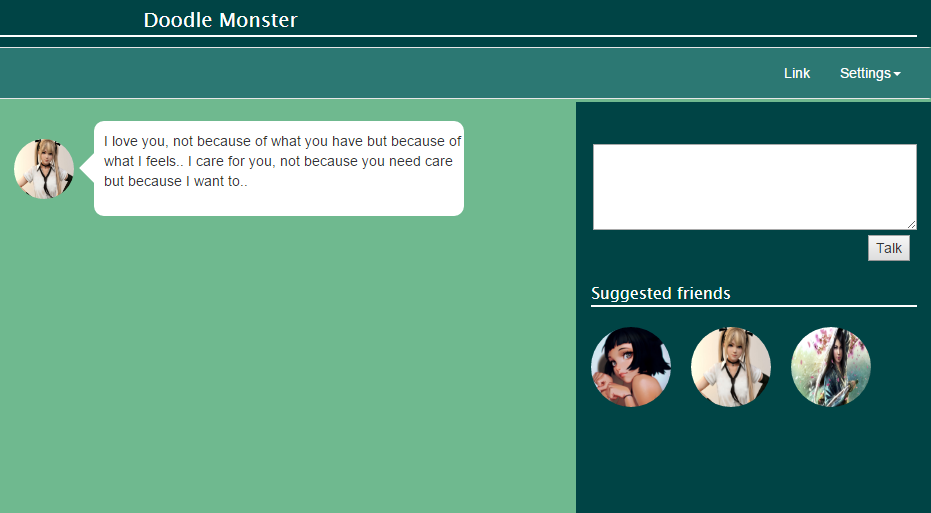 Doodle Monster
Link Settings
I love you, not because of what you have but because of
what I feels.. I care for you, not because you need care
but because I want to..
Talk
Suggested friends